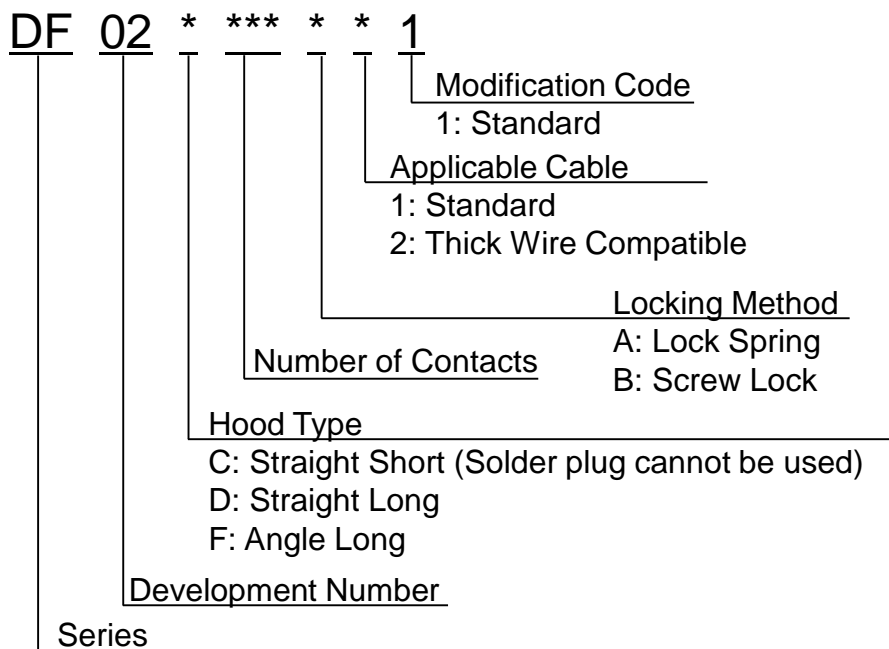 DF 02 * *** * * 1
Modification Code
1: Standard
Applicable Cable
1: Standard
2: Thick Wire Compatible
Locking Method
A: Lock Spring
B: Screw Lock
Number of Contacts
Hood Type
C: Straight Short (Solder plug cannot be used)
D: Straight Long
F: Angle Long
Development Number
Series